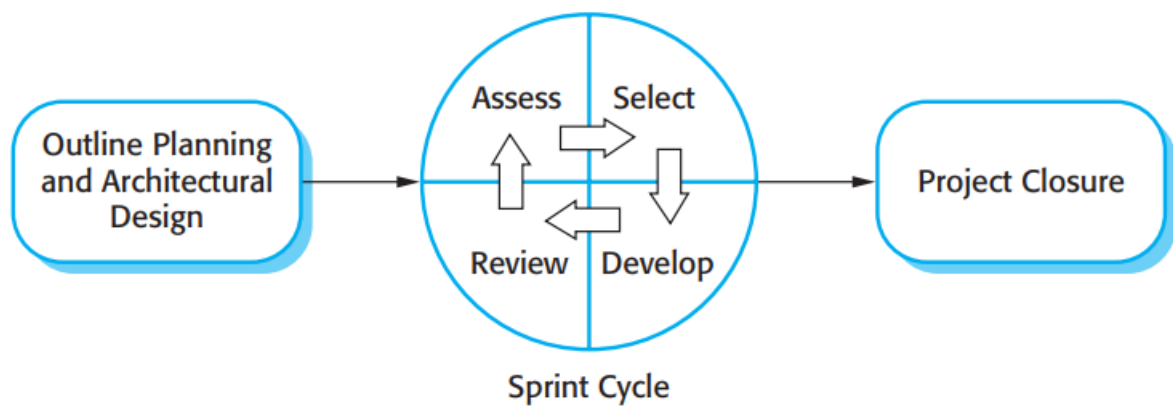 Outline Planning
and Architectural
Design
Assess
Select
Review
Develop
Sprint Cycle
Project Closure